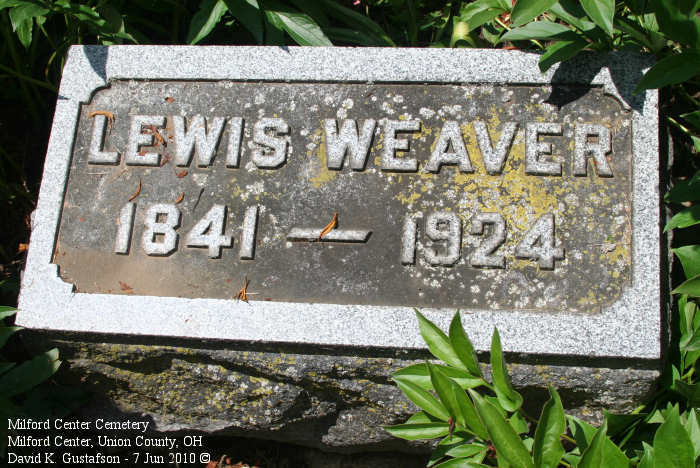 LEWIS WEAVER
1841 — 1924
Milford Center Cemetery
Milford Center, Union County, OH
David K. Gustafson - 7 Jun 2010 ©